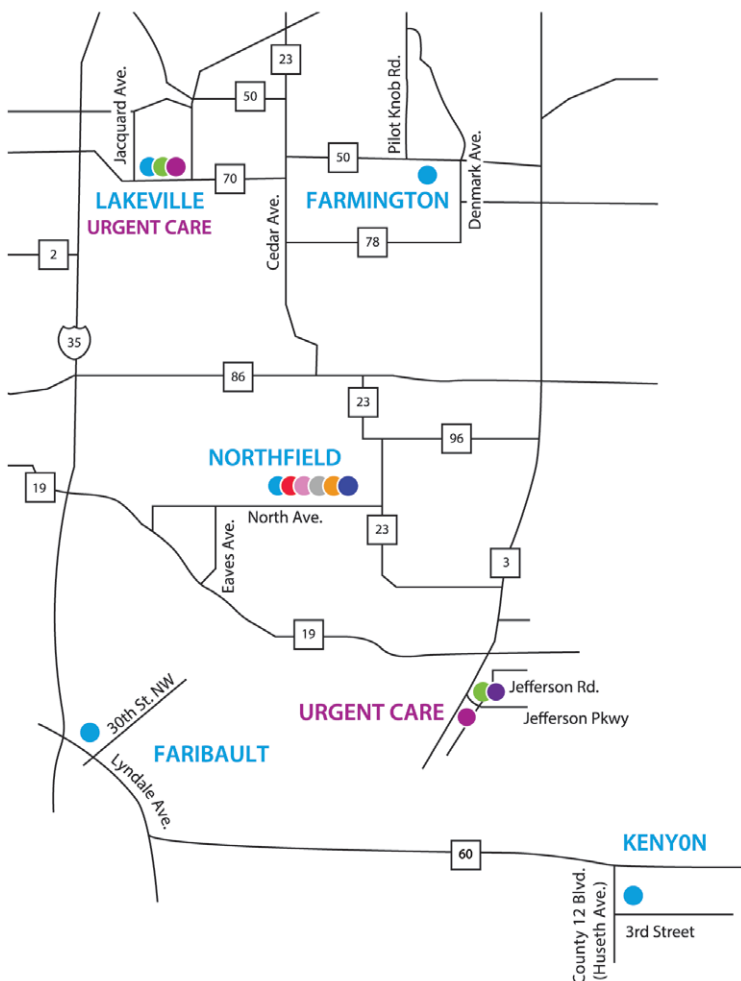 23
50
Jacquard Ave.
Pilot Knob Rd.
50
70
LAKEVILLE
URGENT CARE
FARMINGTON
Denmark Ave.
Cedar Ave.
2
78
35
86
23
96
NORTHFIELD
19
North Ave.
23
Eaves Ave.
3
19
30th St. NW
URGENT CARE
Jefferson Rd.
Jefferson Pkwy
FARIBAULT
Lyndale Ave.
60
KENYON
County 12 Blvd.
(Huseth Ave.)
3rd Street